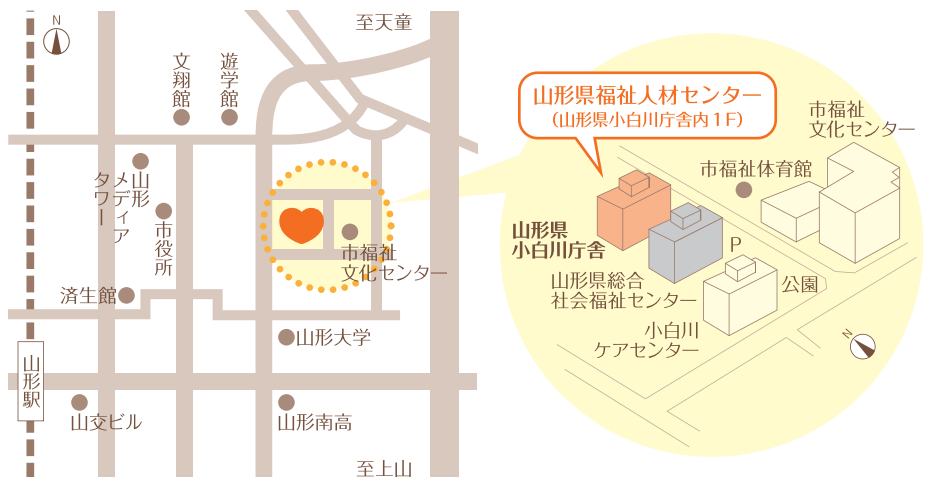 N
至天童
文翔館
遊学館
山形
メディア
タワー
市役所
済生館
市福祉
文化センター
山形大学
山形駅
山交ビル
山形南高
至上山
山形県福祉人材センター
(山形県小白川庁舎内1F)
市福祉
文化センター
市福祉体育館
山形県
小白川庁舎
P
山形県総合
社会福祉センター
公園
小白川
ケアセンター
N